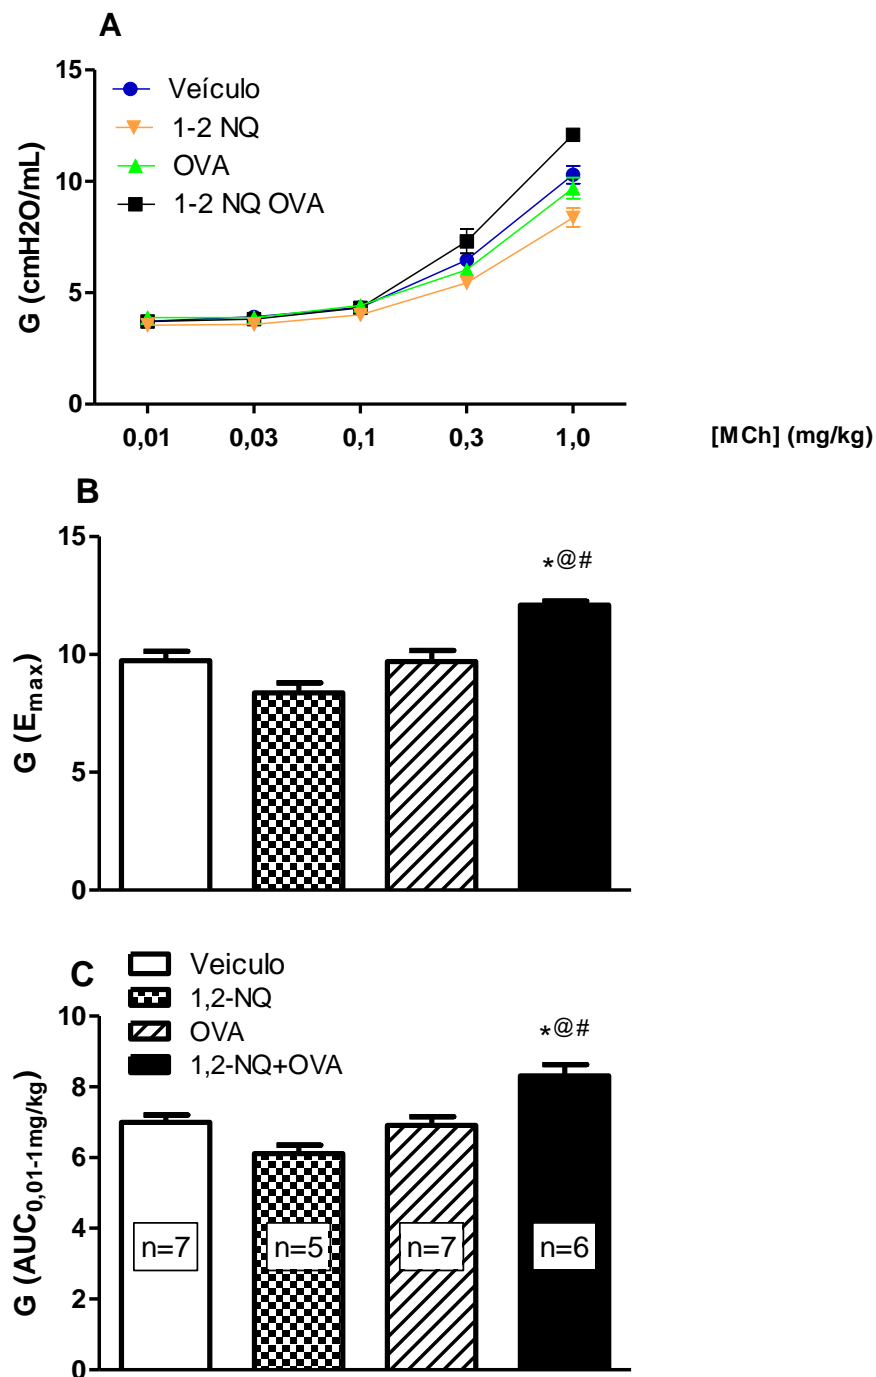 A
15
10
5
0
G (cmH2O/mL)
Veículo
1-2 NQ
OVA
1-2 NQ OVA
0,01 0,03 0,1 0,3 1,0
[MCh] (mg/kg)
B
15
10
5
0
G (Emax)
*@#
C
Veiculo
1,2-NQ
OVA
1,2-NQ+OVA
10
8
6
4
2
0
G (AUC0,01-1mg/kg)
*@#
n=7 n=5 n=7 n=6